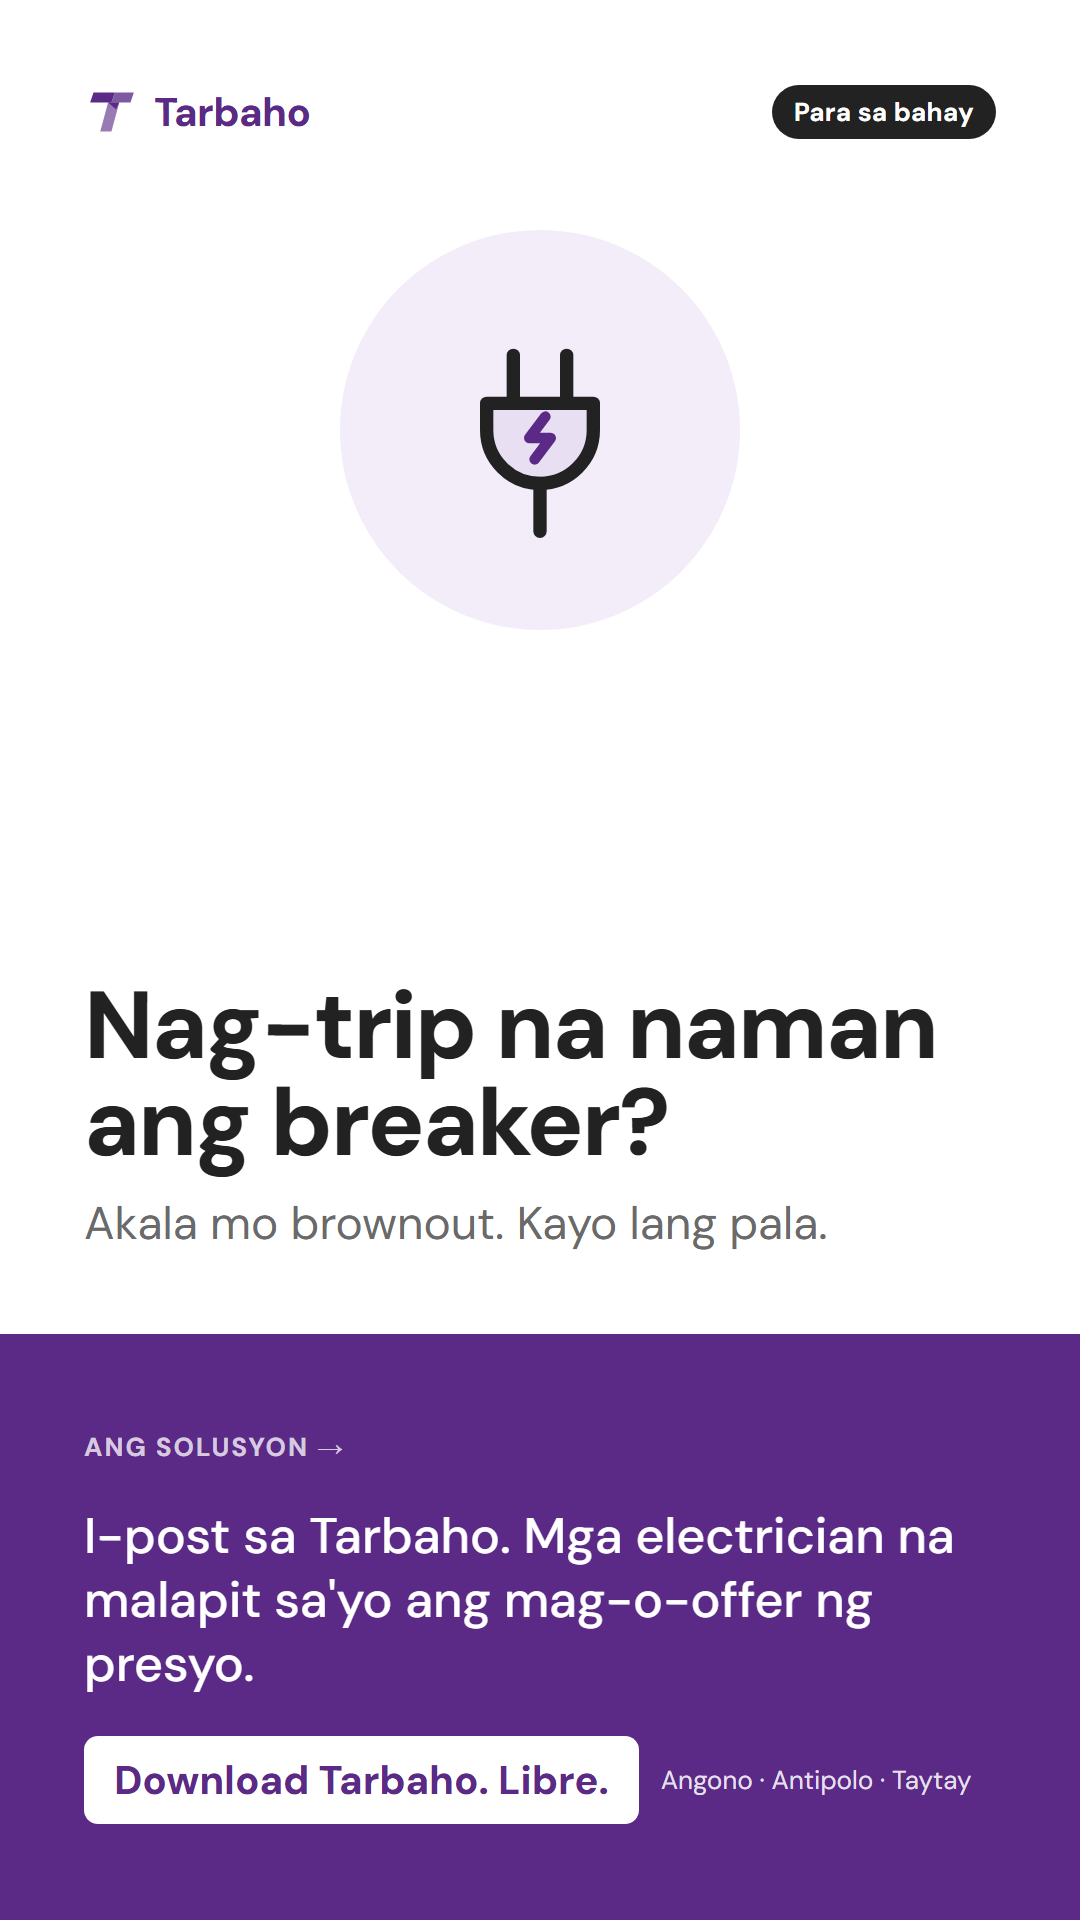 Tarbaho
Para sa bahay
Nag-trip na naman
ang breaker?
Akala mo brownout. Kayo lang pala.
ANG SOLUSYON →
I-post sa Tarbaho. Mga electrician na
malapit sa'yo ang mag-o-offer ng
presyo.
Download Tarbaho. Libre.
Angono · Antipolo · Taytay